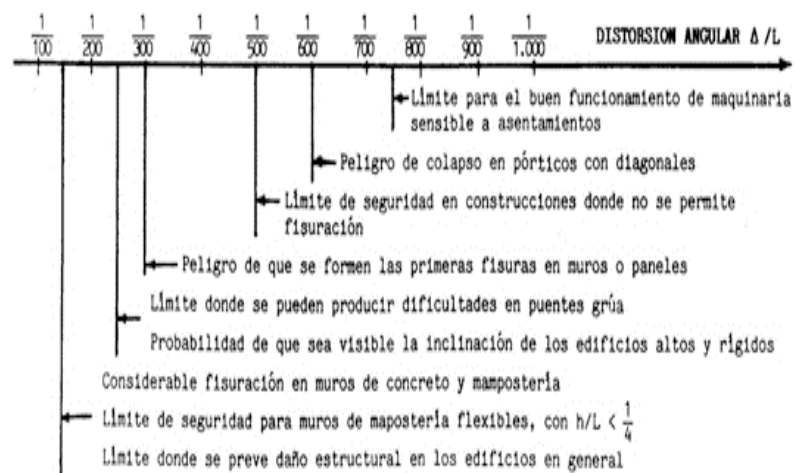 1/100 1/200 1/300 1/400 1/500 1/600 1/700 1/800 1/900 1/1.000 DISTORSION ANGULAR Δ/L
Límite para el buen funcionamiento de maquinaria
sensible a asentamientos
Peligro de colapso en pórticos con diagonales
Límite de seguridad en construcciones donde no se permite
fisuración
Peligro de que se formen las primeras fisuras en muros o paneles
Límite donde se pueden producir dificultades en puentes grúa
Probabilidad de que sea visible la inclinación de los edificios altos y rígidos
Considerable fisuración en muros de concreto y mampostería
Límite de seguridad para muros de mapostería flexibles, con h/L < 1/4
Límite donde se preve daño estructural en los edificios en general